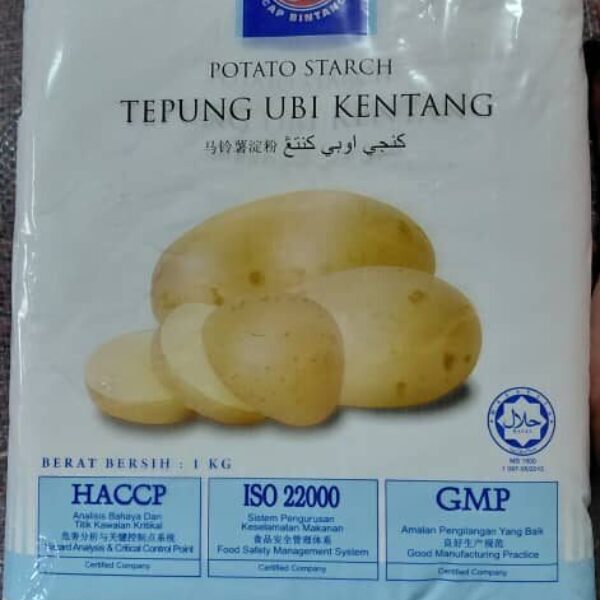 CAP BINTANG
POTATO STARCH
TEPUNG UBI KENTANG
马铃薯淀粉 كنجي اوبي كنتڠ
حلال
MS 1500
BERAT BERSIH : 1 KG
HACCP
Analisis Bahaya Dan
Titik Kawalan Kritikal
危害分析与关键控制点系统
Hazard Analysis & Critical Control Point
Certified Company
ISO 22000
Sistem Pengurusan
Keselamatan Makanan
食品安全管理体系
Food Safety Management System
Certified Company
GMP
Amalan Pengilangan Yang Baik
良好生产规范
Good Manufacturing Practice
Certified Company